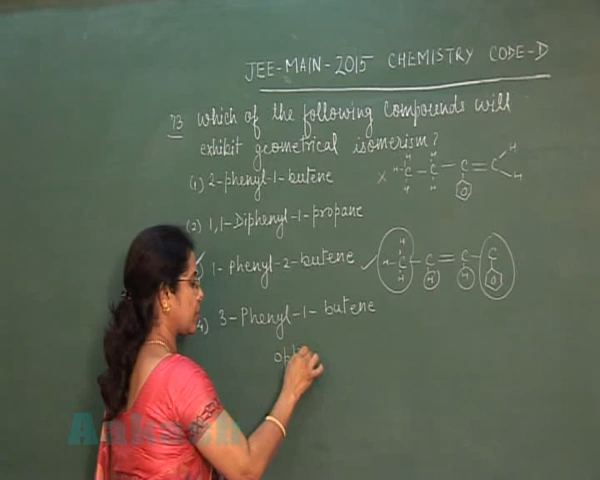 JEE-MAIN-2015 CHEMISTRY CODE-D
73 Which of the following compounds will
exhibit geometrical isomerism?
(1) 2-phenyl-1-butene
(2) 1,1-Diphenyl-1-propane
1-Phenyl-2-butene
4) 3-Phenyl-1-butene
H H H
H-C-C-C=C
H H H
H
H-C-C=C-C
H H H
Aakash